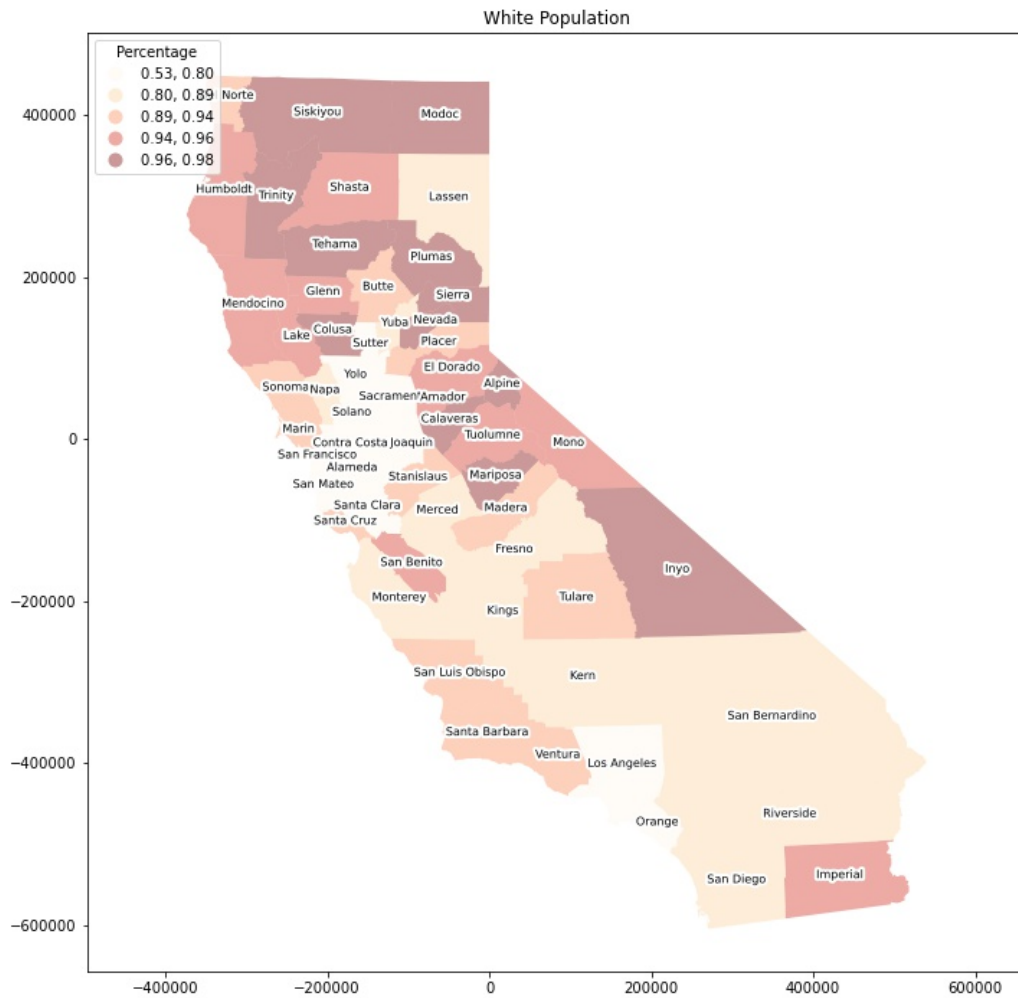 White Population
Percentage
0.53, 0.80
0.80, 0.89
0.89, 0.94
0.94, 0.96
0.96, 0.98
400000
200000
0
−200000
−400000
−600000
Norte
Siskiyou
Modoc
Humboldt
Trinity
Shasta
Lassen
Tehama
Plumas
Butte
Glenn
Sierra
Mendocino
Colusa
Yuba
Nevada
Lake
Sutter
Placer
Yolo
El Dorado
Alpine
Sonoma
Napa
Sacrament
Amador
Solano
Calaveras
Marin
Tuolumne
Contra Costa
Joaquin
Mono
San Francisco
Alameda
Stanislaus
Mariposa
San Mateo
Santa Clara
Merced
Madera
Santa Cruz
Fresno
San Benito
Inyo
Monterey
Kings
Tulare
San Luis Obispo
Kern
San Bernardino
Santa Barbara
Ventura
Los Angeles
Orange
Riverside
San Diego
Imperial
−400000
−200000
0
200000
400000
600000